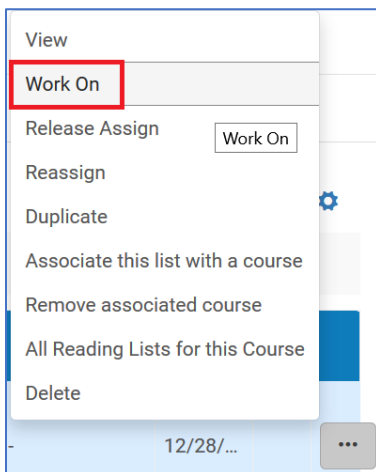 View
Work On
Release Assign
Work On
Reassign
Duplicate
Associate this list with a course
Remove associated course
All Reading Lists for this Course
Delete
- 12/28/... ...